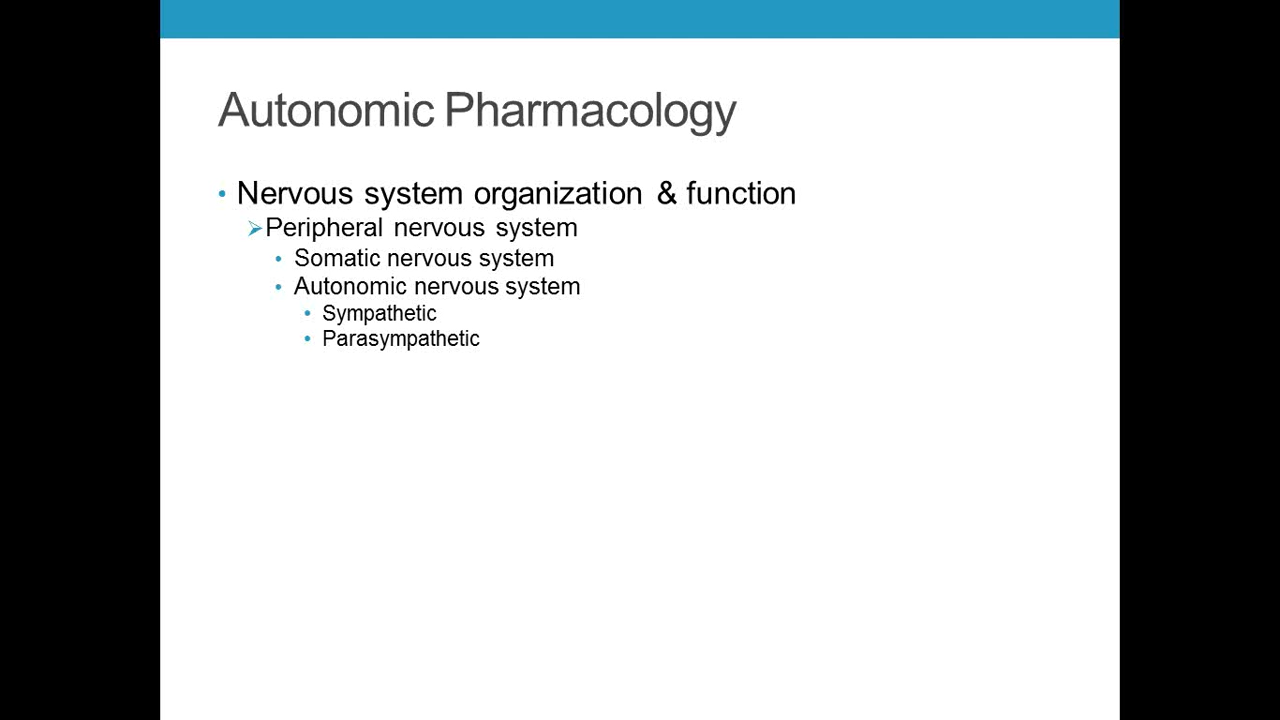 Autonomic Pharmacology
• Nervous system organization & function
➢Peripheral nervous system
• Somatic nervous system
• Autonomic nervous system
• Sympathetic
• Parasympathetic